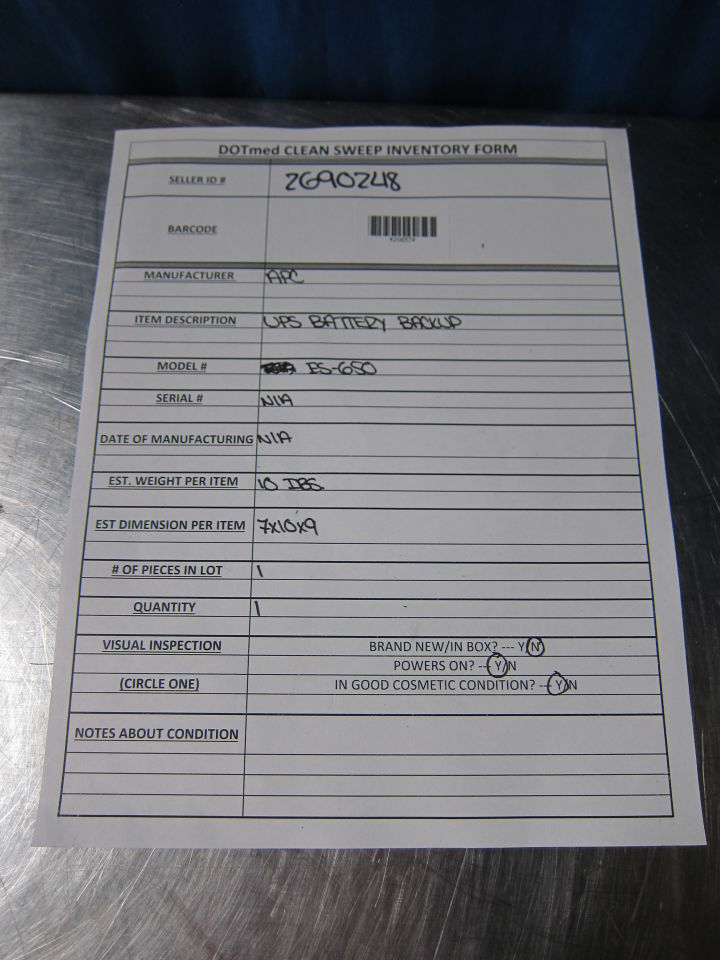 DOTmed CLEAN SWEEP INVENTORY FORM
SELLER ID # 2690248
BARCODE
MANUFACTURER APC
ITEM DESCRIPTION UPS BATTERY BACKUP
MODEL # ES-650
SERIAL # N/A
DATE OF MANUFACTURING N/A
EST. WEIGHT PER ITEM 10 LBS
EST DIMENSION PER ITEM 7x10x9
# OF PIECES IN LOT 1
QUANTITY 1
VISUAL INSPECTION BRAND NEW/IN BOX? --- Y/N
POWERS ON? --- Y/N
(CIRCLE ONE) IN GOOD COSMETIC CONDITION? --- Y/N
NOTES ABOUT CONDITION